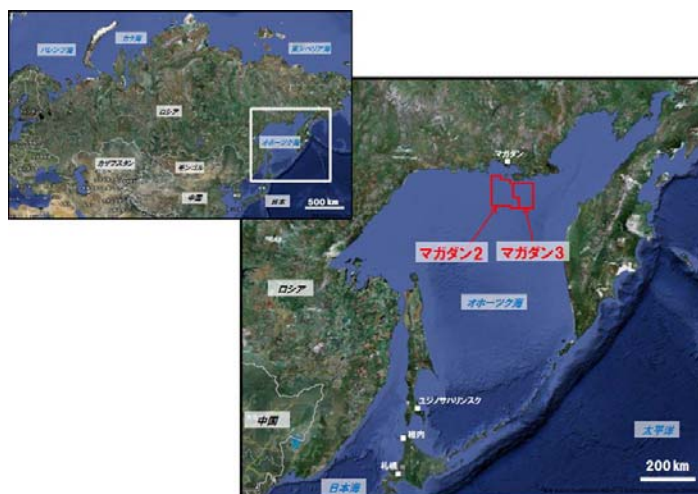 バレンツ海
カラ海
東シベリア海
ロシア
オホーツク海
カザフスタン
モンゴル
中国
日本
500km
マガダン
マガダン2
マガダン3
ロシア
オホーツク海
ユジノサハリンスク
中国
稚内
太平洋
札幌
日本海
200km